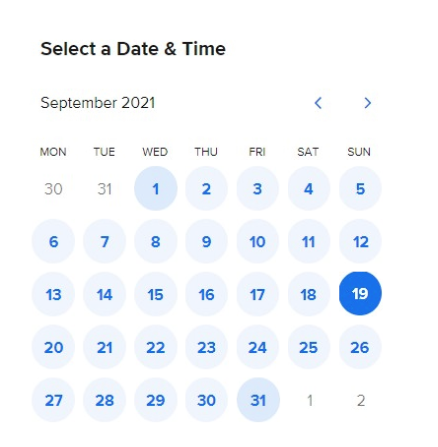 Select a Date & Time
September 2021
MON TUE WED THU FRI SAT SUN
30 31 1 2 3 4 5
6 7 8 9 10 11 12
13 14 15 16 17 18 19
20 21 22 23 24 25 26
27 28 29 30 31 1 2